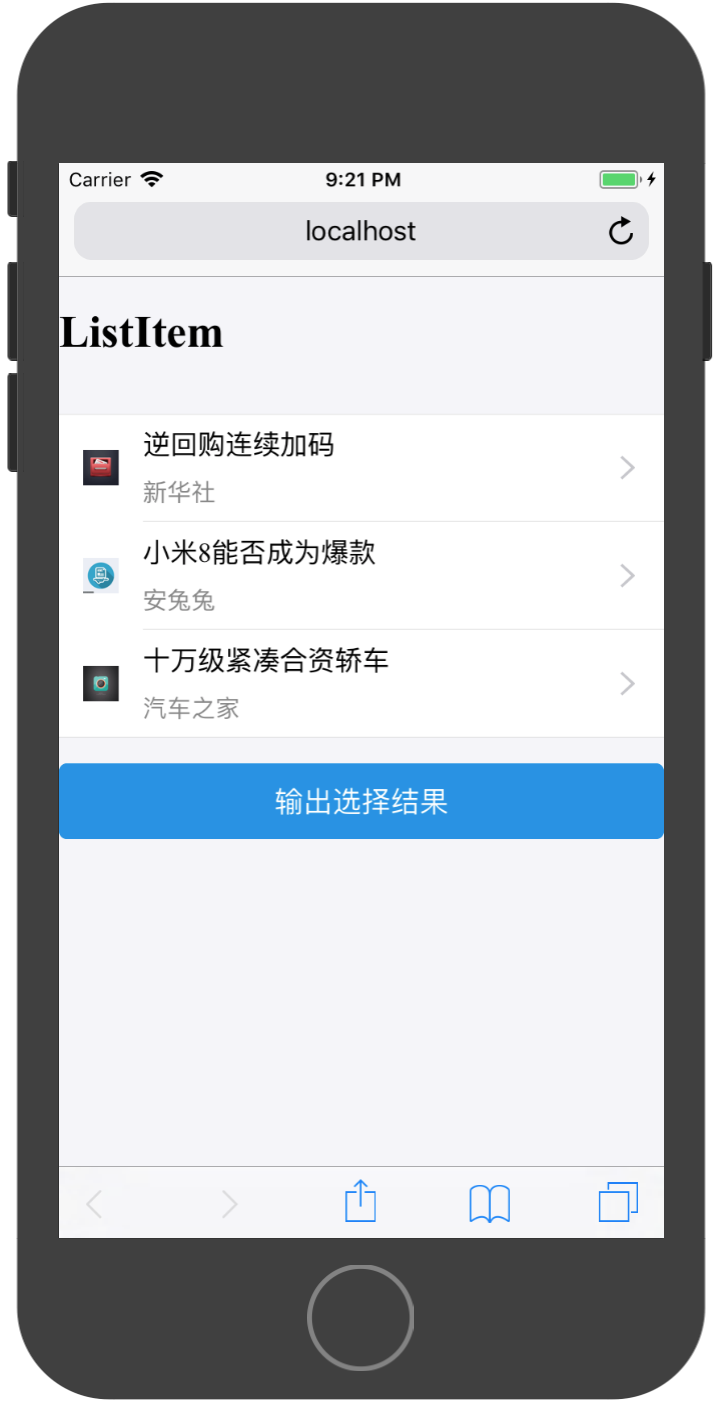 Carrier 9:21 PM
localhost
ListItem
逆回购连续加码
新华社
小米8能否成为爆款
安兔兔
十万级紧凑合资轿车
汽车之家
输出选择结果